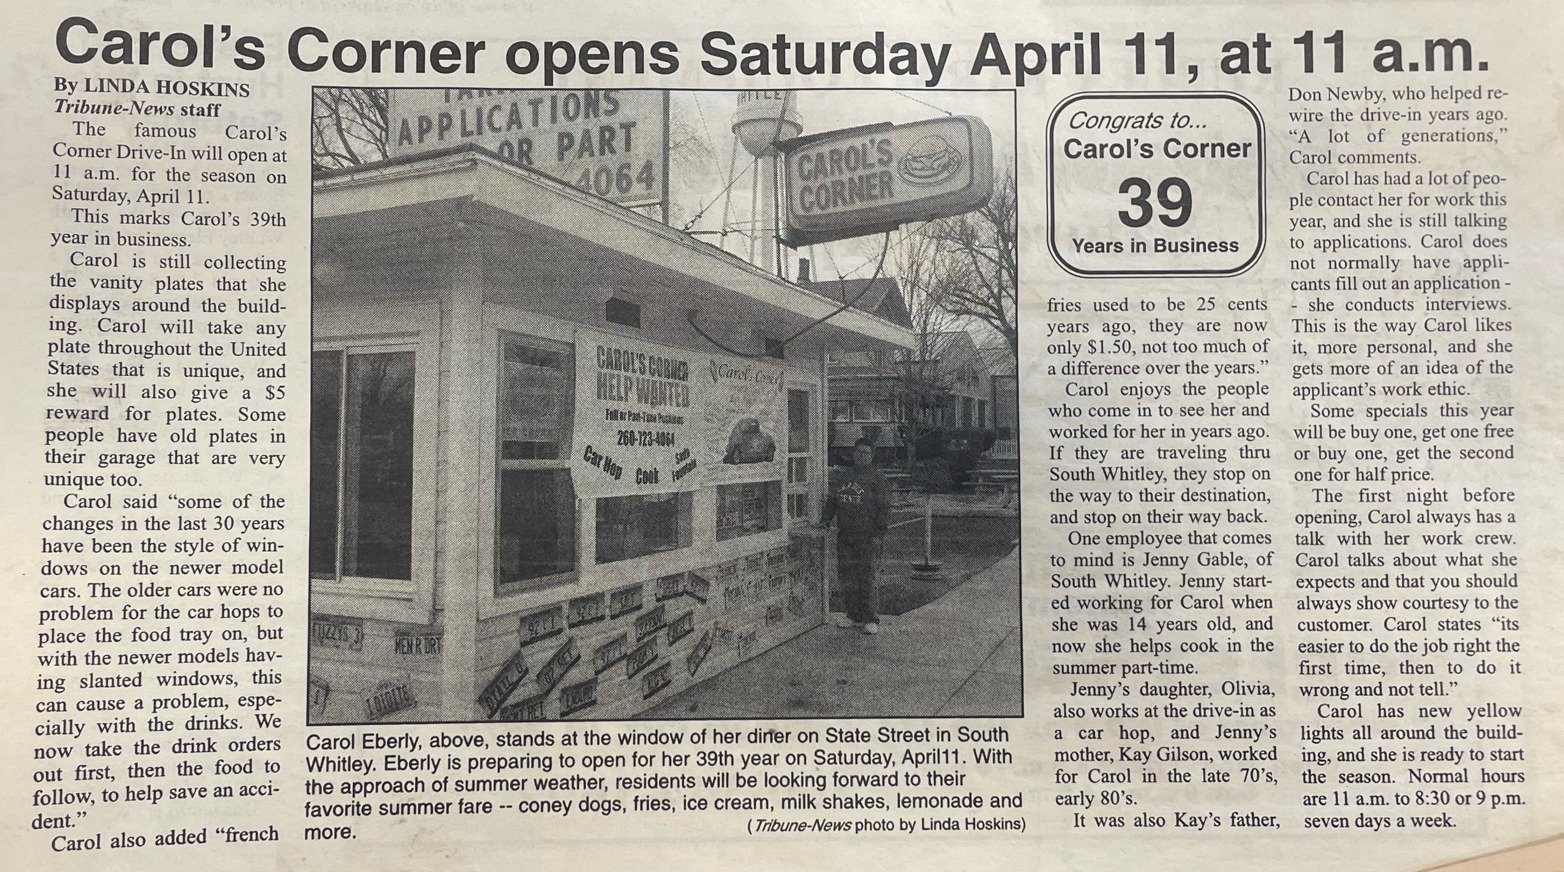 Carol's Corner opens Saturday April 11, at 11 a.m.
By LINDA HOSKINS
Tribune-News staff
The famous Carol's
Corner Drive-In will open at
11 a.m. for the season on
Saturday, April 11.
This marks Carol's 39th
year in business.
Carol is still collecting
the vanity plates that she
displays around the build-
ing. Carol will take any
plate throughout the United
States that is unique, and
she will also give a $5
reward for plates. Some
people have old plates in
their garage that are very
unique too.
Carol said “some of the
changes in the last 30 years
have been the style of win-
dows on the newer model
cars. The older cars were no
problem for the car hops to
place the food tray on, but
with the newer models hav-
ing slanted windows, this
can cause a problem, espe-
cially with the drinks. We
now take the drink orders
out first, then the food to
follow, to help save an acci-
dent.”
Carol also added “french
APPLICATIONS
OR PART
4064
CAROL'S
CORNER
CAROL'S CORNER
HELP WANTED
Full or Part-Time Positions
260-723-4064
Car Hop Cook Soda
Fountain
FUZZYS 3
MEN R DRT
Carol Eberly, above, stands at the window of her diner on State Street in South
Whitley. Eberly is preparing to open for her 39th year on Saturday, April11. With
the approach of summer weather, residents will be looking forward to their
favorite summer fare -- coney dogs, fries, ice cream, milk shakes, lemonade and
more.
(Tribune-News photo by Linda Hoskins)
Congrats to...
Carol's Corner
39
Years in Business
fries used to be 25 cents
years ago, they are now
only $1.50, not too much of
a difference over the years.”
Carol enjoys the people
who come in to see her and
worked for her in years ago.
If they are traveling thru
South Whitley, they stop on
the way to their destination,
and stop on their way back.
One employee that comes
to mind is Jenny Gable, of
South Whitley. Jenny start-
ed working for Carol when
she was 14 years old, and
now she helps cook in the
summer part-time.
Jenny's daughter, Olivia,
also works at the drive-in as
a car hop, and Jenny's
mother, Kay Gilson, worked
for Carol in the late 70's,
early 80's.
It was also Kay's father,
Don Newby, who helped re-
wire the drive-in years ago.
“A lot of generations,”
Carol comments.
Carol has had a lot of peo-
ple contact her for work this
year, and she is still talking
to applications. Carol does
not normally have appli-
cants fill out an application -
- she conducts interviews.
This is the way Carol likes
it, more personal, and she
gets more of an idea of the
applicant's work ethic.
Some specials this year
will be buy one, get one free
or buy one, get the second
one for half price.
The first night before
opening, Carol always has a
talk with her work crew.
Carol talks about what she
expects and that you should
always show courtesy to the
customer. Carol states “its
easier to do the job right the
first time, then to do it
wrong and not tell.”
Carol has new yellow
lights all around the build-
ing, and she is ready to start
the season. Normal hours
are 11 a.m. to 8:30 or 9 p.m.
seven days a week.